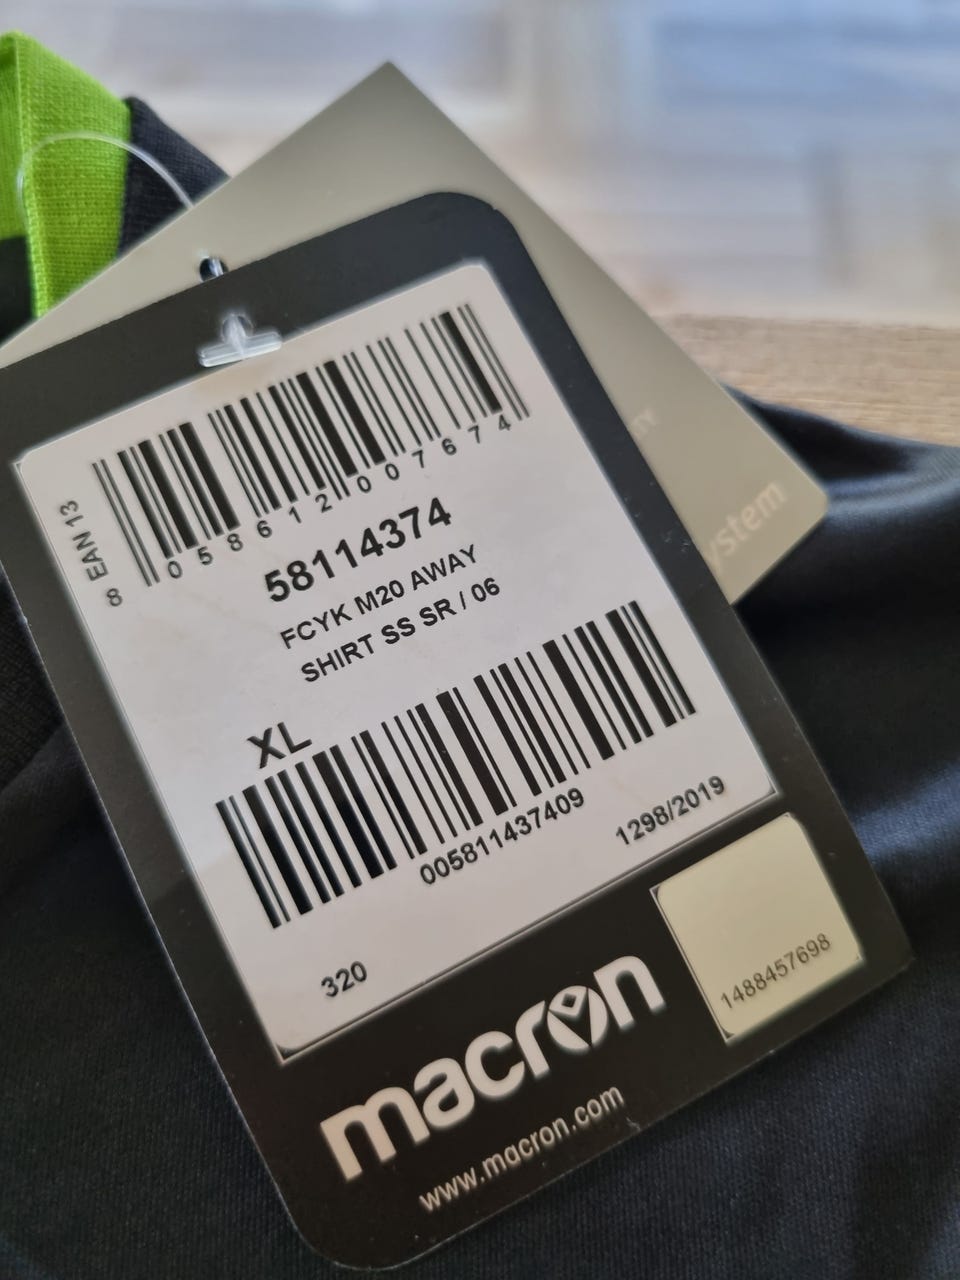 EAN 13
8 058612 007674
58114374
FCYK M20 AWAY
SHIRT SS SR / 06
XL
005811437409
1298/2019
320
1488457698
macron
www.macron.com